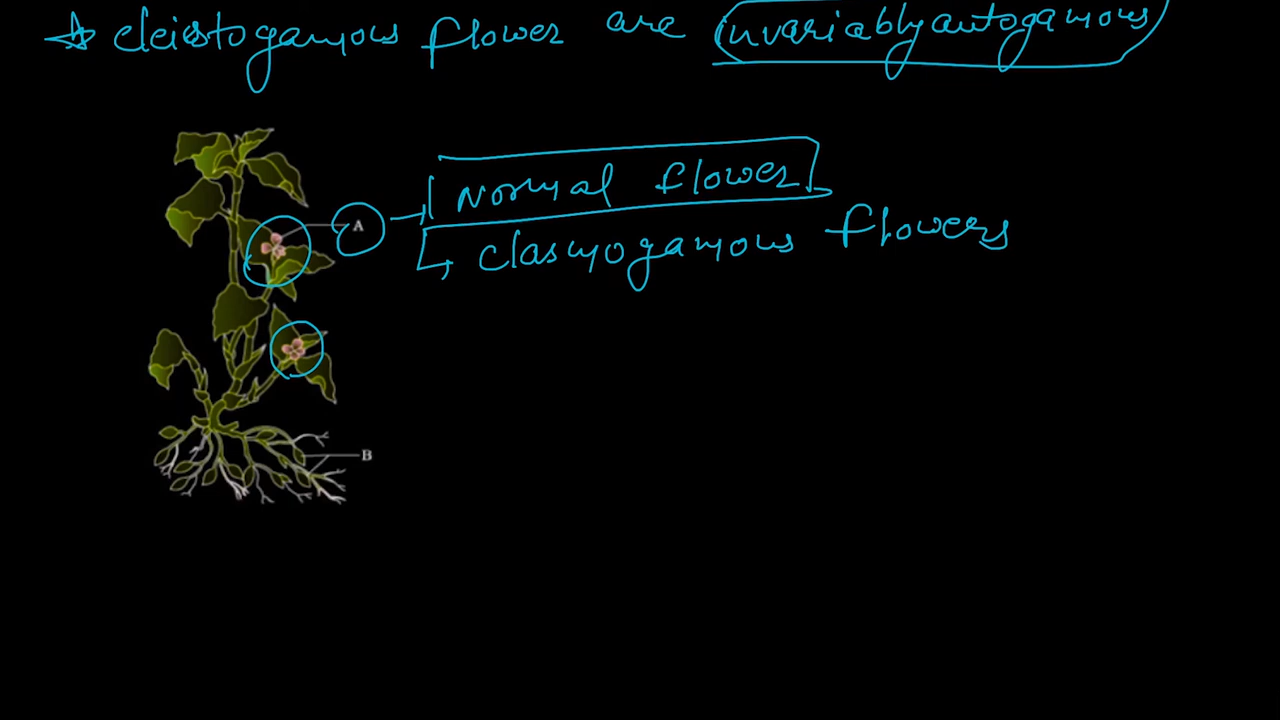 cleistogamous flower are invariably autogamous
A
Normal flower
clasmogamous flowers
B